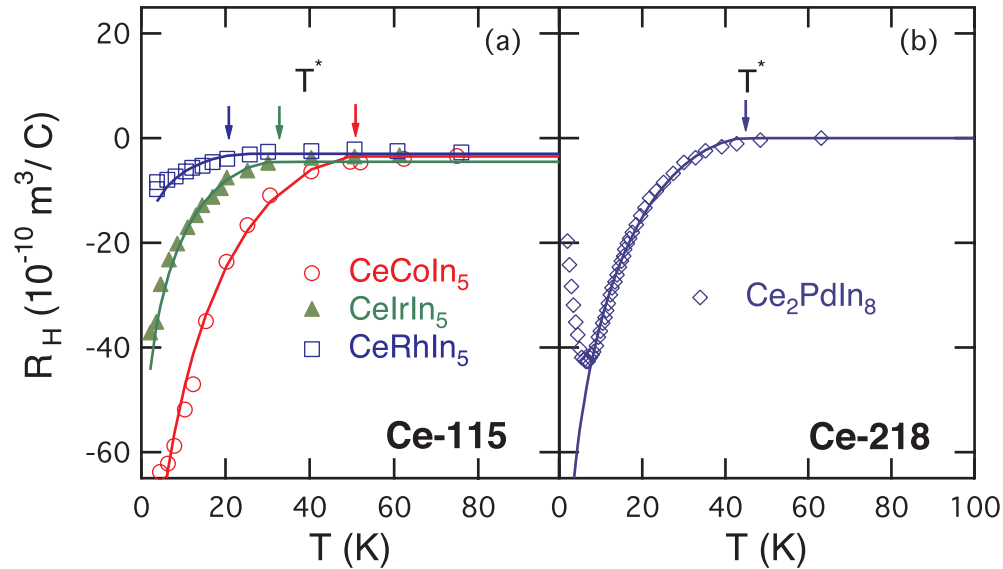 (a)
(b)
T*
T*
20
0
-20
-40
-60
R_H (10^-10 m^3/ C)
CeCoIn5
CeIrIn5
CeRhIn5
Ce2PdIn8
Ce-115
Ce-218
0 20 40 60 80 0 20 40 60 80 100
T (K)
T (K)